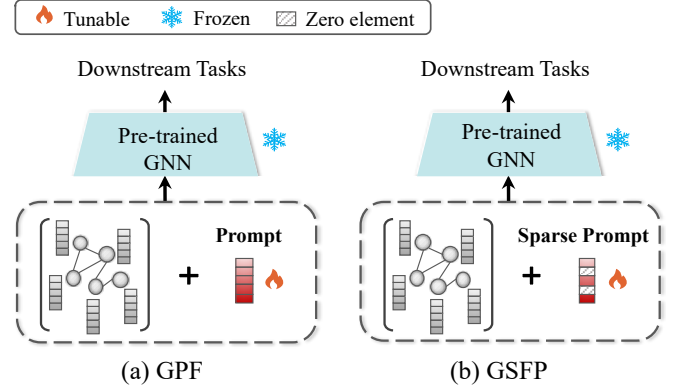 Tunable Frozen Zero element
Downstream Tasks Downstream Tasks
Pre-trained Pre-trained
GNN GNN
Prompt Sparse Prompt
+ +
(a) GPF (b) GSFP